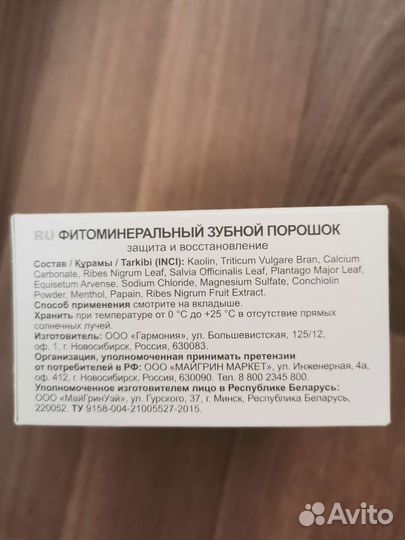 RU ФИТОМИНЕРАЛЬНЫЙ ЗУБНОЙ ПОРОШОК
защита и восстановление
Состав / Құрамы / Tarkibi (INCI): Kaolin, Triticum Vulgare Bran, Calcium
Carbonate, Ribes Nigrum Leaf, Salvia Officinalis Leaf, Plantago Major Leaf,
Equisetum Arvense, Sodium Chloride, Magnesium Sulfate, Conchiolin
Powder, Menthol, Papain, Ribes Nigrum Fruit Extract.
Способ применения смотрите на вкладыше.
Хранить при температуре от 0 °C до +25 °C в отсутствие прямых
солнечных лучей.
Изготовитель: ООО «Гармония», ул. Большевистская, 125/12,
оф. 1, г. Новосибирск, Россия, 630083.
Организация, уполномоченная принимать претензии
от потребителей в РФ: ООО «МАЙГРИН МАРКЕТ», ул. Инженерная, 4а,
оф. 412, г. Новосибирск, Россия, 630090. Тел. 8 800 2345 800.
Уполномоченное изготовителем лицо в Республике Беларусь:
ООО «МайГринУэй», ул. Гурского, 37, г. Минск, Республика Беларусь,
220052. ТУ 9158-004-21005527-2015.
Avito